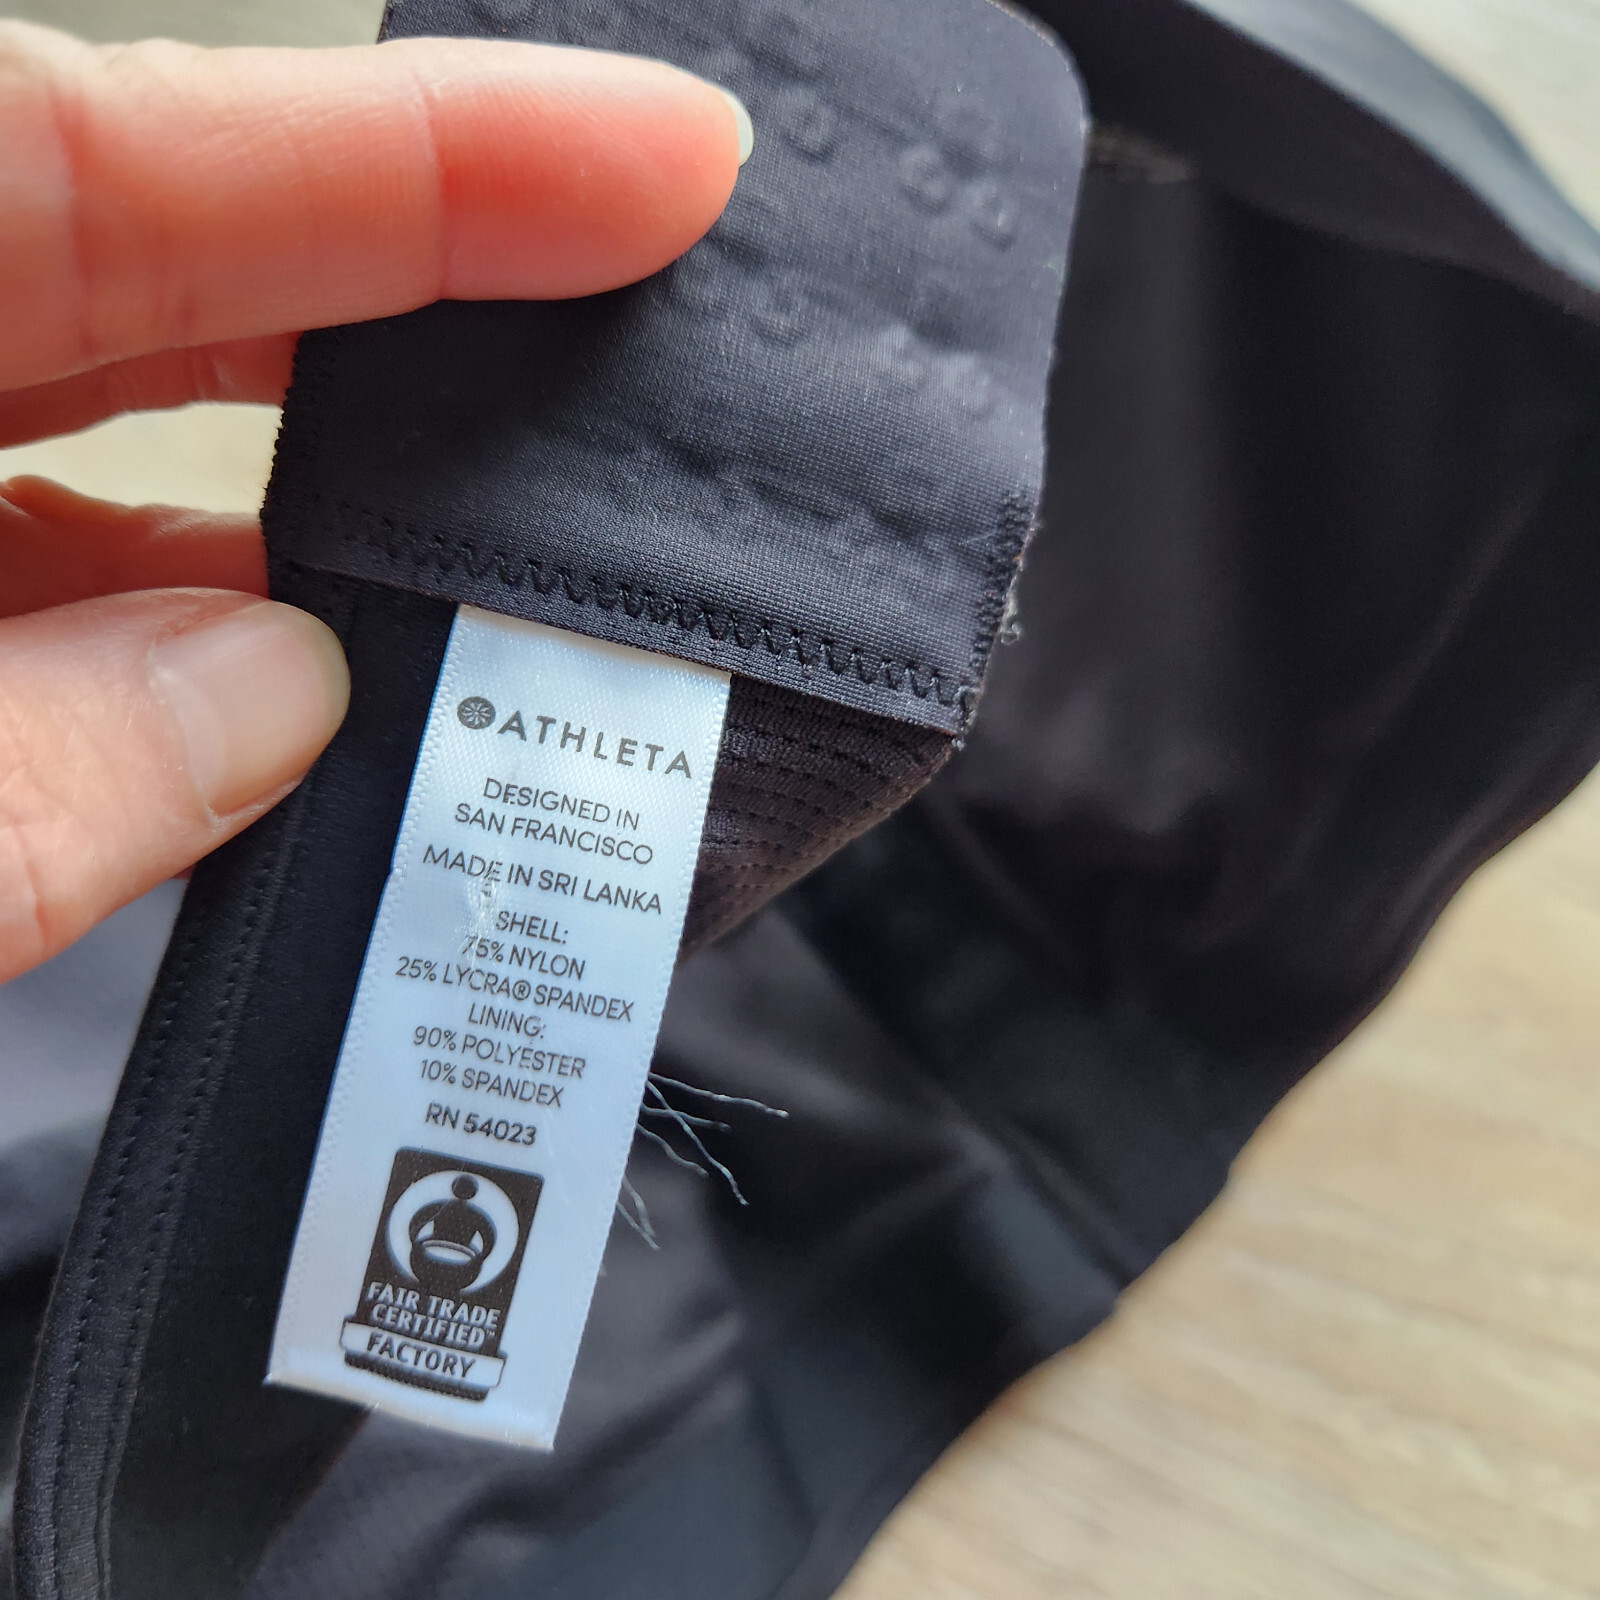 ATHLETA
DESIGNED IN
SAN FRANCISCO
MADE IN SRI LANKA
SHELL:
75% NYLON
25% LYCRA® SPANDEX
LINING:
90% POLYESTER
10% SPANDEX
RN 54023
FAIR TRADE
CERTIFIED™
FACTORY